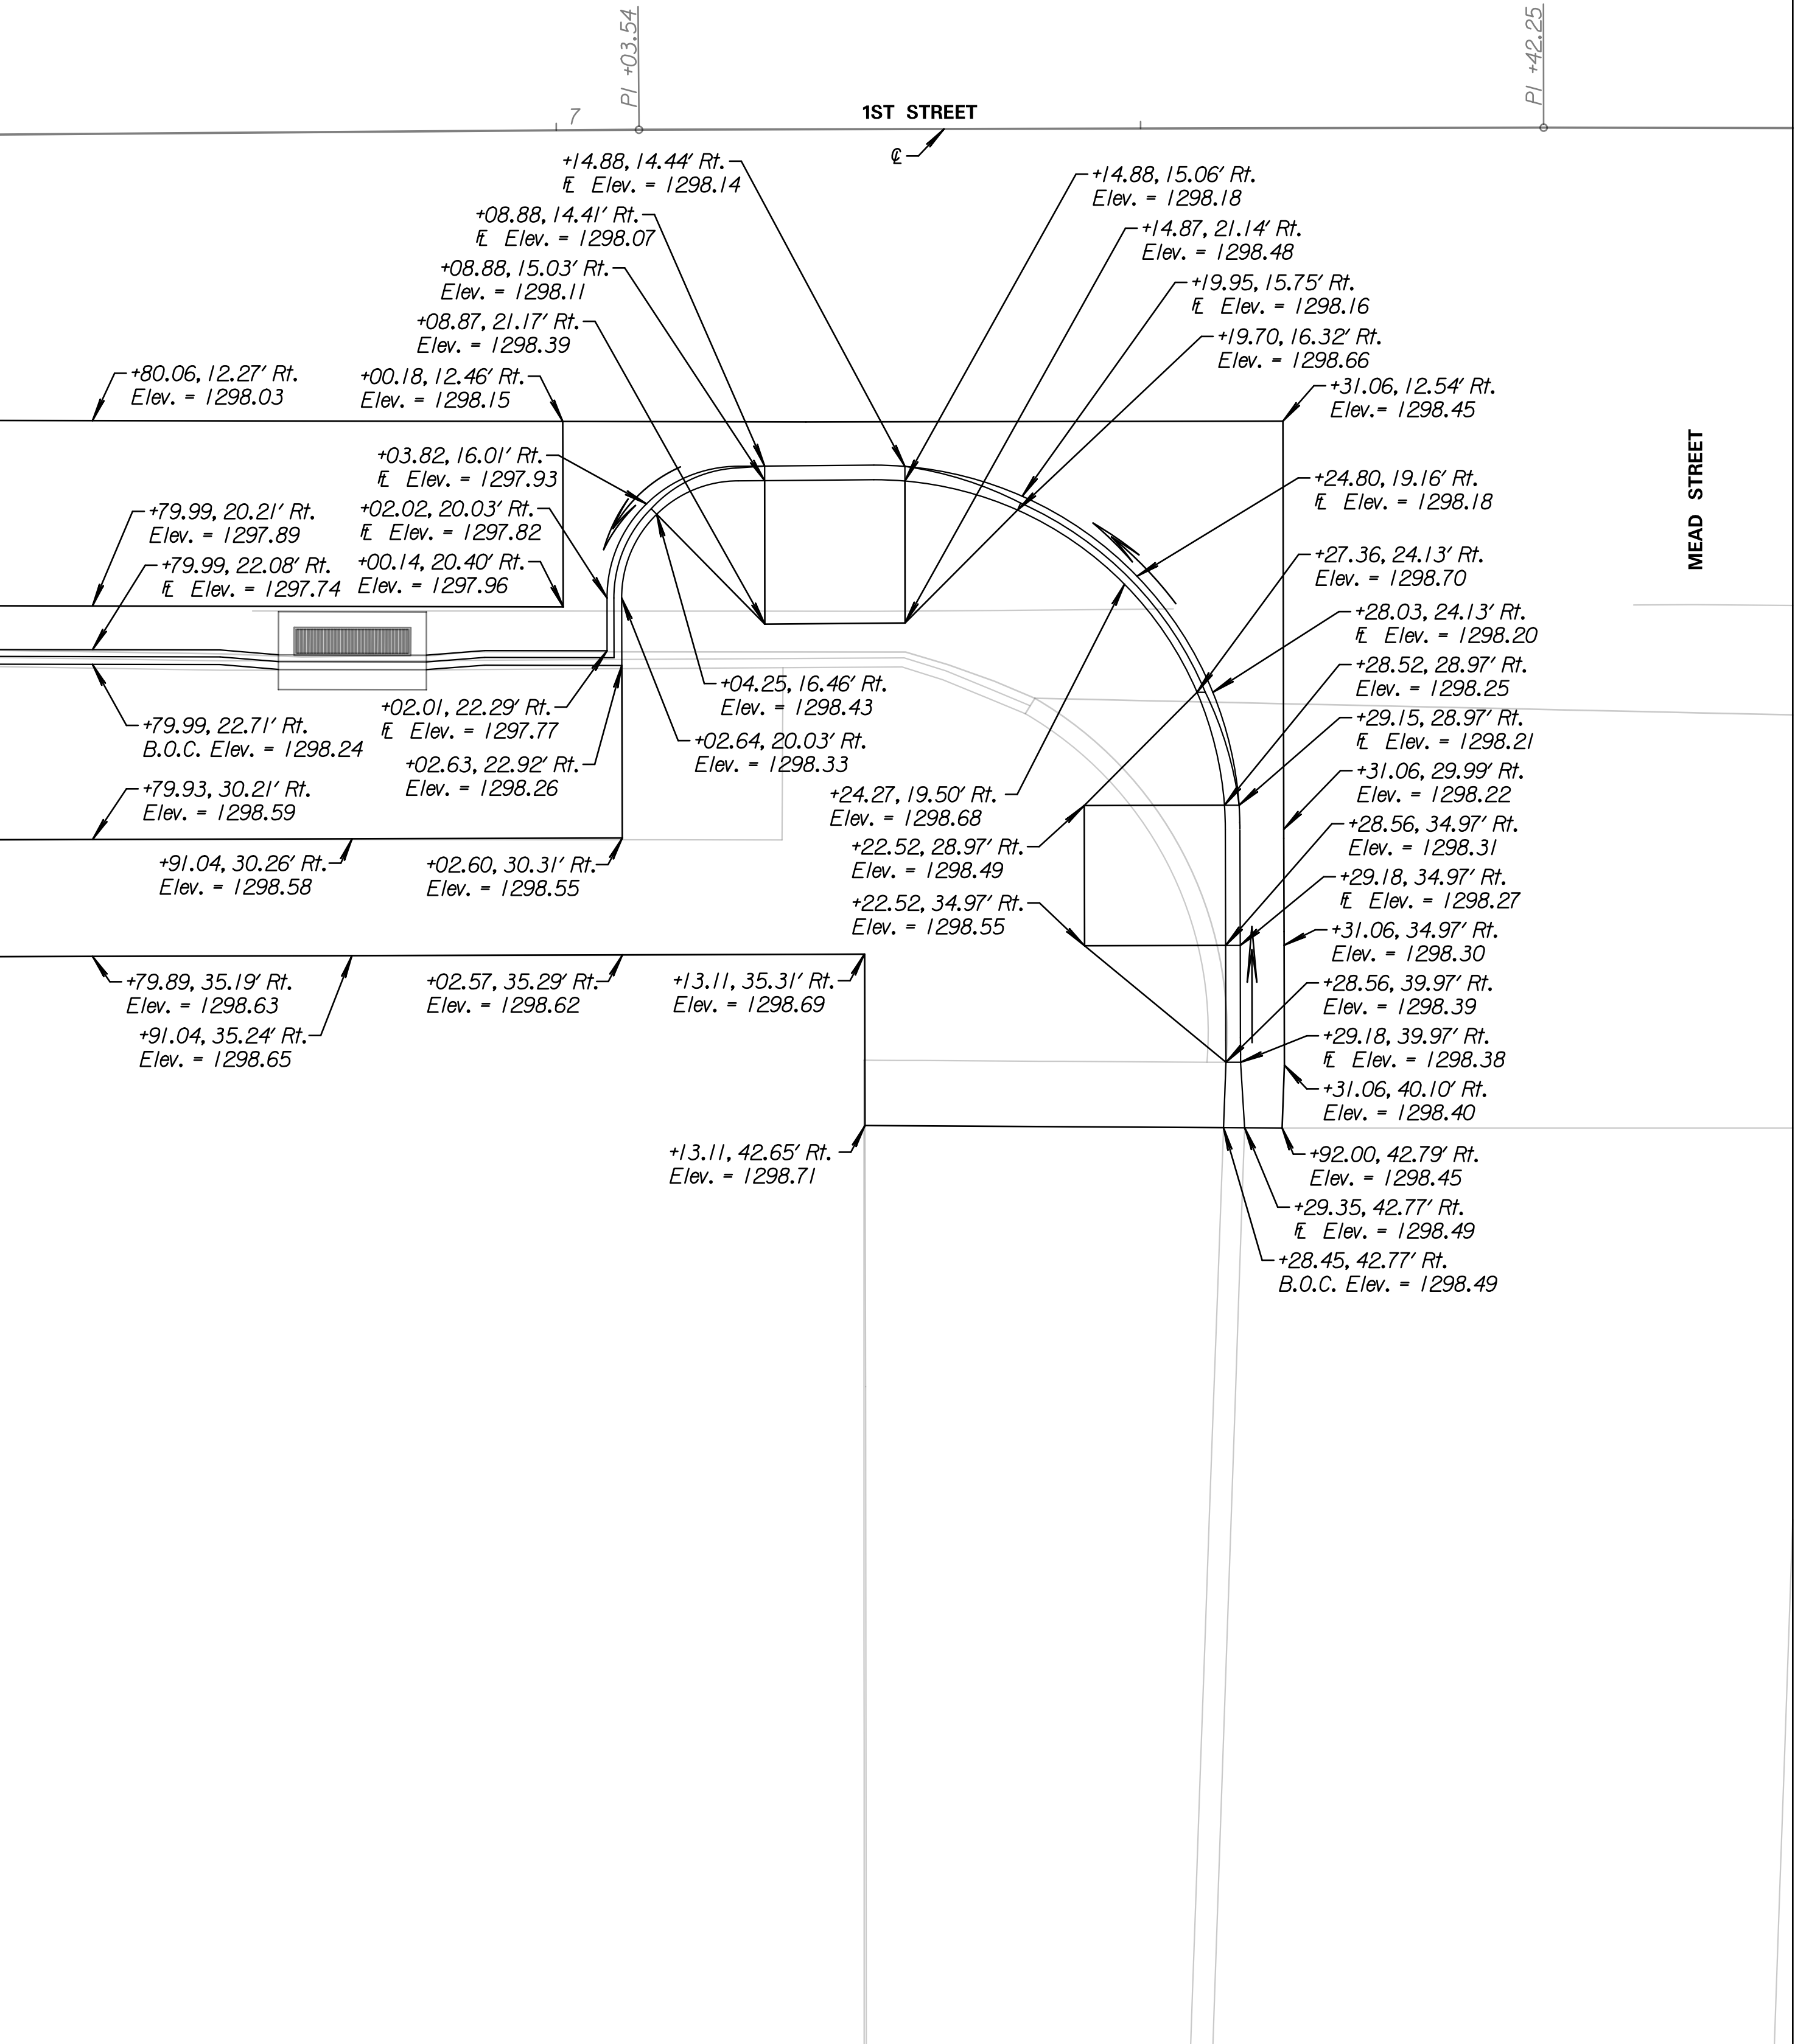 PI +03.54
PI +42.25
7
1ST STREET
℄
+14.88, 14.44' Rt.
FL Elev. = 1298.14
+08.88, 14.41' Rt.
FL Elev. = 1298.07
+08.88, 15.03' Rt.
Elev. = 1298.11
+08.87, 21.17' Rt.
Elev. = 1298.39
+14.88, 15.06' Rt.
Elev. = 1298.18
+14.87, 21.14' Rt.
Elev. = 1298.48
+19.95, 15.75' Rt.
FL Elev. = 1298.16
+19.70, 16.32' Rt.
Elev. = 1298.66
+80.06, 12.27' Rt.
Elev. = 1298.03
+00.18, 12.46' Rt.
Elev. = 1298.15
+31.06, 12.54' Rt.
Elev.= 1298.45
MEAD STREET
+03.82, 16.01' Rt.
FL Elev. = 1297.93
+24.80, 19.16' Rt.
FL Elev. = 1298.18
+79.99, 20.21' Rt.
Elev. = 1297.89
+02.02, 20.03' Rt.
FL Elev. = 1297.82
+79.99, 22.08' Rt.
FL Elev. = 1297.74
+00.14, 20.40' Rt.
Elev. = 1297.96
+27.36, 24.13' Rt.
Elev. = 1298.70
+28.03, 24.13' Rt.
FL Elev. = 1298.20
+28.52, 28.97' Rt.
Elev. = 1298.25
+04.25, 16.46' Rt.
Elev. = 1298.43
+79.99, 22.71' Rt.
B.O.C. Elev. = 1298.24
+02.01, 22.29' Rt.
FL Elev. = 1297.77
+02.64, 20.03' Rt.
Elev. = 1298.33
+29.15, 28.97' Rt.
FL Elev. = 1298.21
+02.63, 22.92' Rt.
Elev. = 1298.26
+31.06, 29.99' Rt.
Elev. = 1298.22
+79.93, 30.21' Rt.
Elev. = 1298.59
+24.27, 19.50' Rt.
Elev. = 1298.68
+28.56, 34.97' Rt.
Elev. = 1298.31
+91.04, 30.26' Rt.
Elev. = 1298.58
+02.60, 30.31' Rt.
Elev. = 1298.55
+22.52, 28.97' Rt.
Elev. = 1298.49
+29.18, 34.97' Rt.
FL Elev. = 1298.27
+22.52, 34.97' Rt.
Elev. = 1298.55
+31.06, 34.97' Rt.
Elev. = 1298.30
+79.89, 35.19' Rt.
Elev. = 1298.63
+02.57, 35.29' Rt.
Elev. = 1298.62
+13.11, 35.31' Rt.
Elev. = 1298.69
+28.56, 39.97' Rt.
Elev. = 1298.39
+91.04, 35.24' Rt.
Elev. = 1298.65
+29.18, 39.97' Rt.
FL Elev. = 1298.38
+31.06, 40.10' Rt.
Elev. = 1298.40
+13.11, 42.65' Rt.
Elev. = 1298.71
+92.00, 42.79' Rt.
Elev. = 1298.45
+29.35, 42.77' Rt.
FL Elev. = 1298.49
+28.45, 42.77' Rt.
B.O.C. Elev. = 1298.49